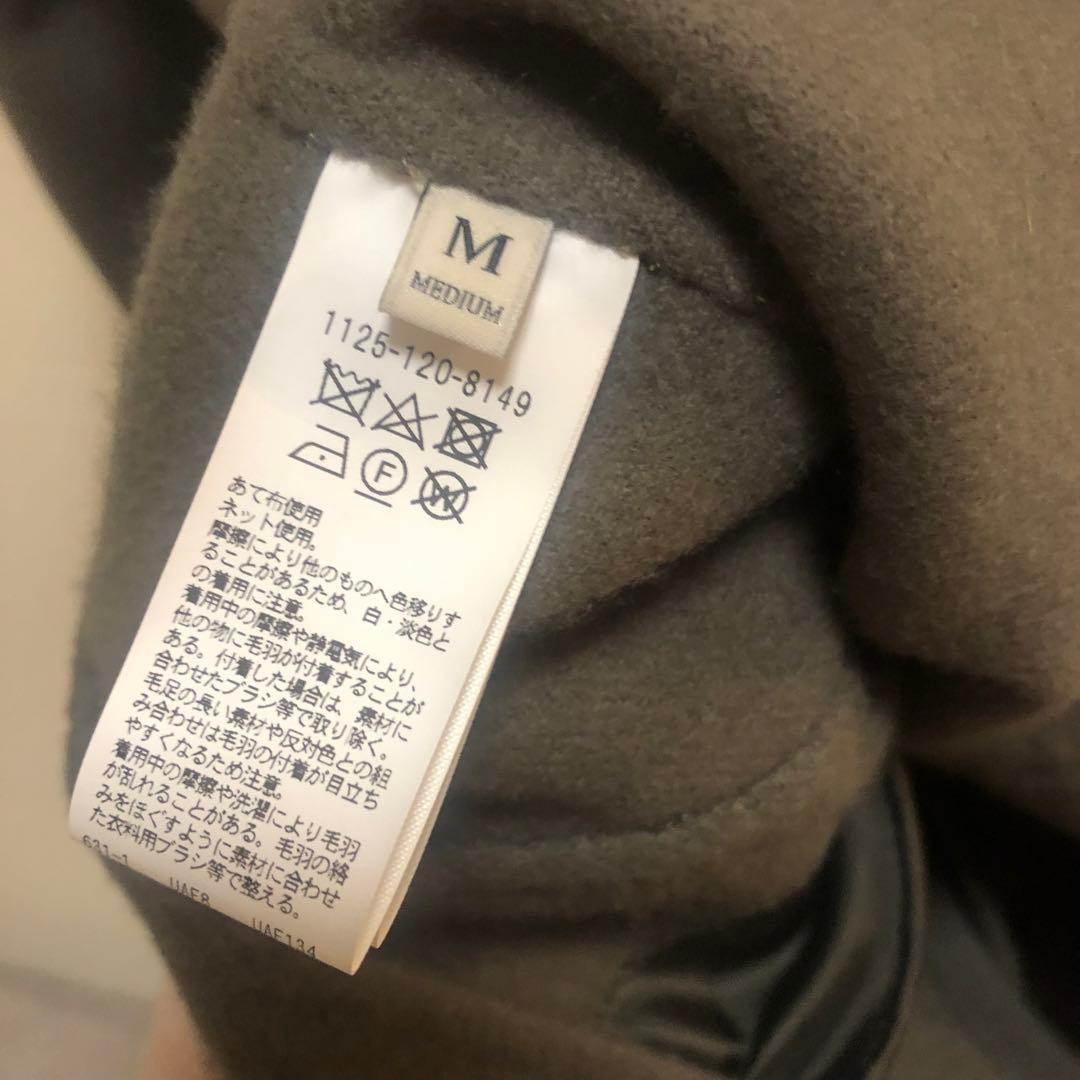 M
MEDIUM
1125-120-8149
F
W
あて布使用
ネット使用。
摩擦により他のものへ色移りす
ることがあるため、白・淡色と
の着用に注意。
着用中の摩擦や静電気により、
他の物に毛羽が付着することが
ある。付着した場合は、素材に
合わせたブラシ等で取り除く。
毛足の長い素材や反対色との組
み合わせは毛羽の付着が目立ち
やすくなるため注意。
着用中の摩擦や洗濯により毛羽
が乱れることがある。毛羽の絡
みをほぐすように素材に合わせ
た衣料用ブラシ等で整える。
631-1
UAE8 UAE134